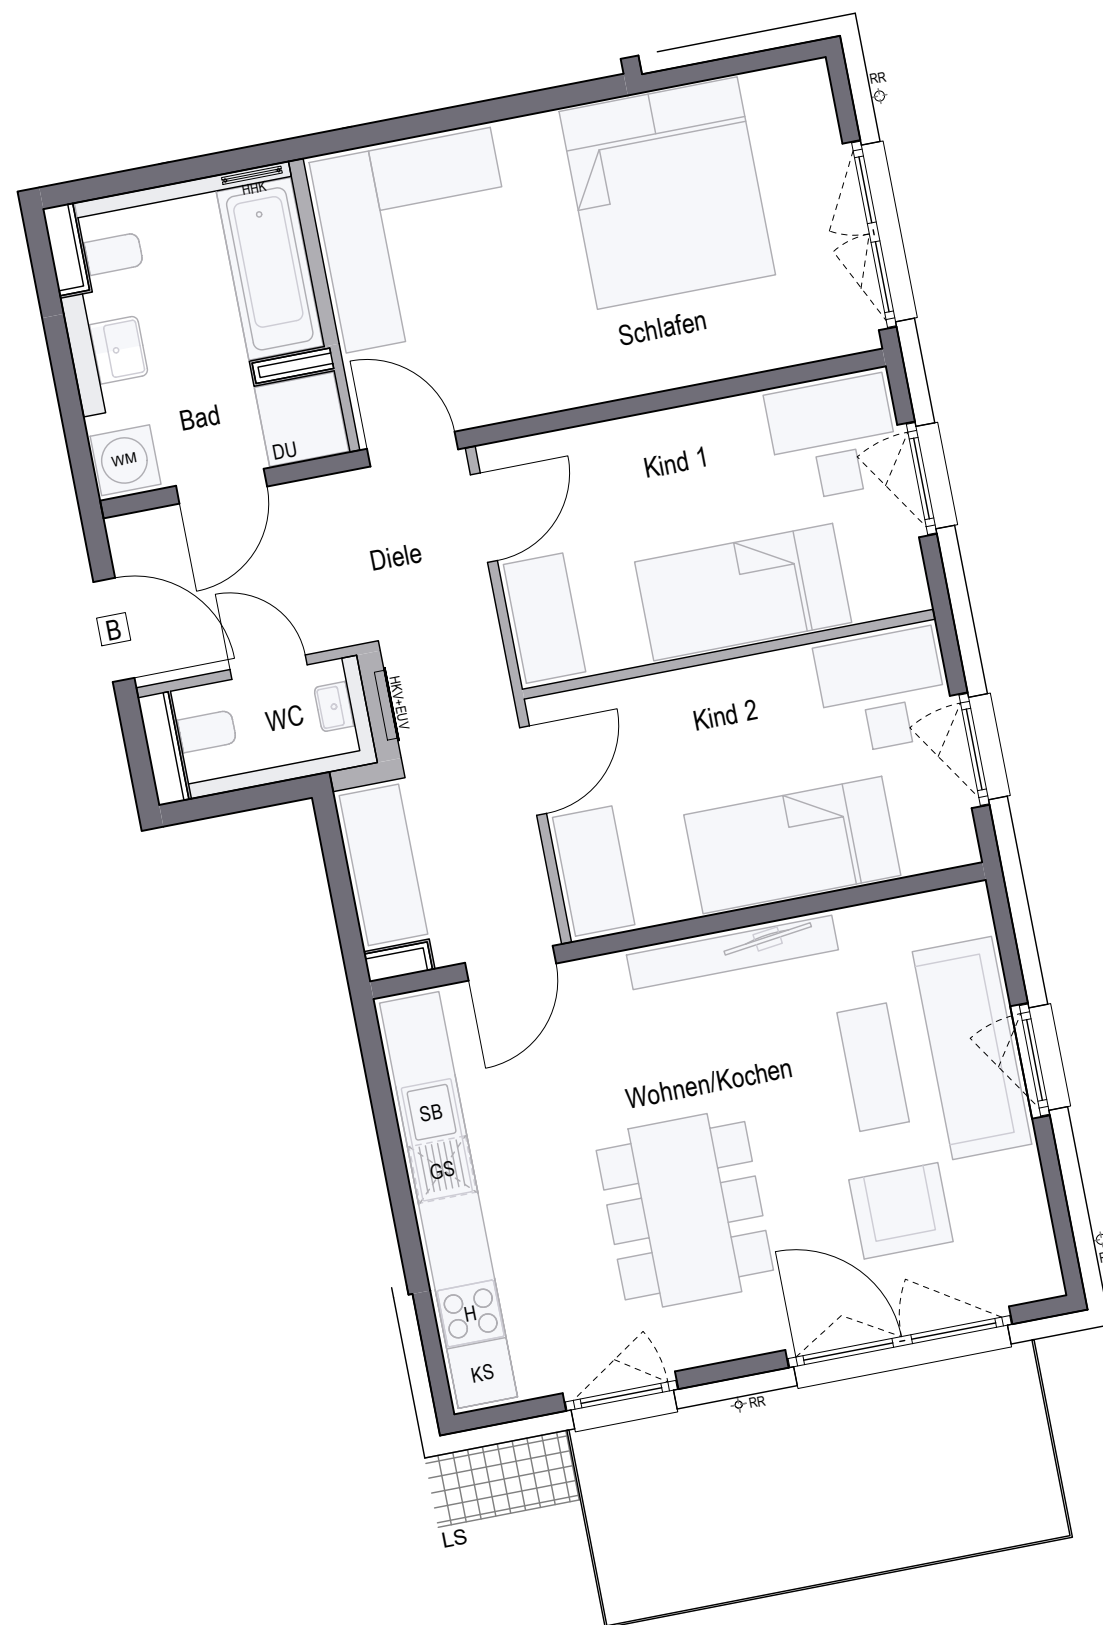 RR
HHK
Schlafen
Bad
DU
WM
Kind 1
Diele
B
HKV+EUV
WC
Kind 2
Wohnen/Kochen
SB
GS
H
KS
RR
LS